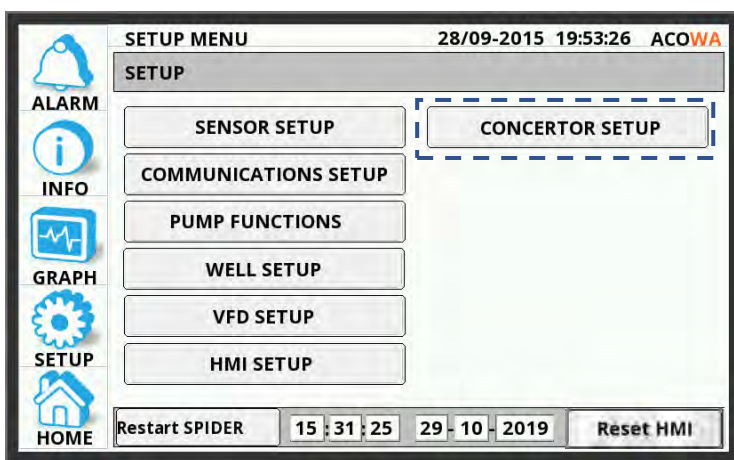 SETUP MENU 28/09-2015 19:53:26 ACOWA
SETUP
ALARM
SENSOR SETUP CONCERTOR SETUP
INFO
COMMUNICATIONS SETUP
PUMP FUNCTIONS
GRAPH
WELL SETUP
VFD SETUP
SETUP
HMI SETUP
HOME
Restart SPIDER 15:31:25 29-10-2019 Reset HMI